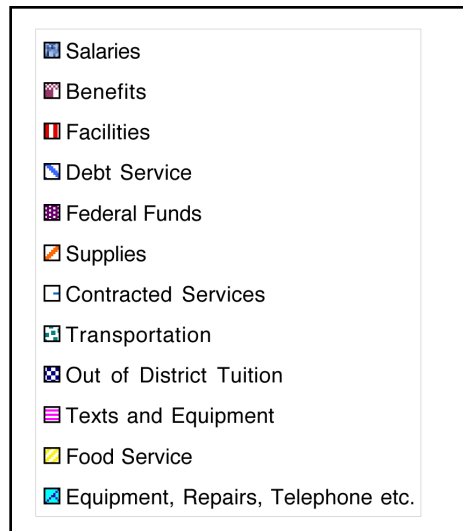 Salaries
Benefits
Facilities
Debt Service
Federal Funds
Supplies
Contracted Services
Transportation
Out of District Tuition
Texts and Equipment
Food Service
Equipment, Repairs, Telephone etc.